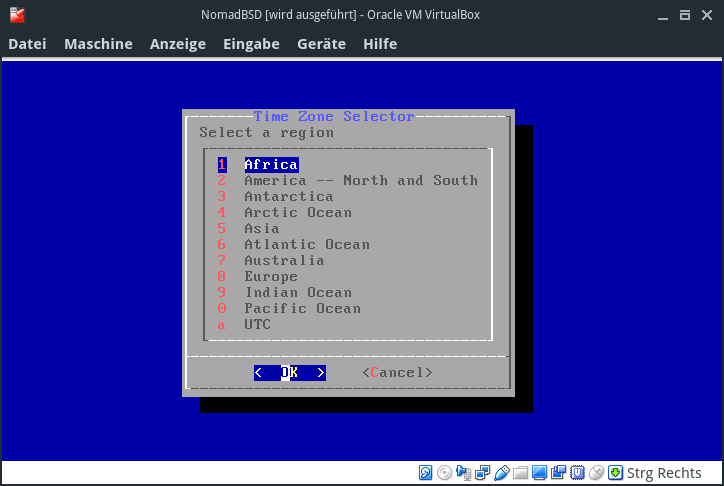 NomadBSD [wird ausgeführt] - Oracle VM VirtualBox
Datei Maschine Anzeige Eingabe Geräte Hilfe
Time Zone Selector
Select a region
1 Africa
2 America -- North and South
3 Antarctica
4 Arctic Ocean
5 Asia
6 Atlantic Ocean
7 Australia
8 Europe
9 Indian Ocean
0 Pacific Ocean
a UTC
< OK > <Cancel>
Strg Rechts